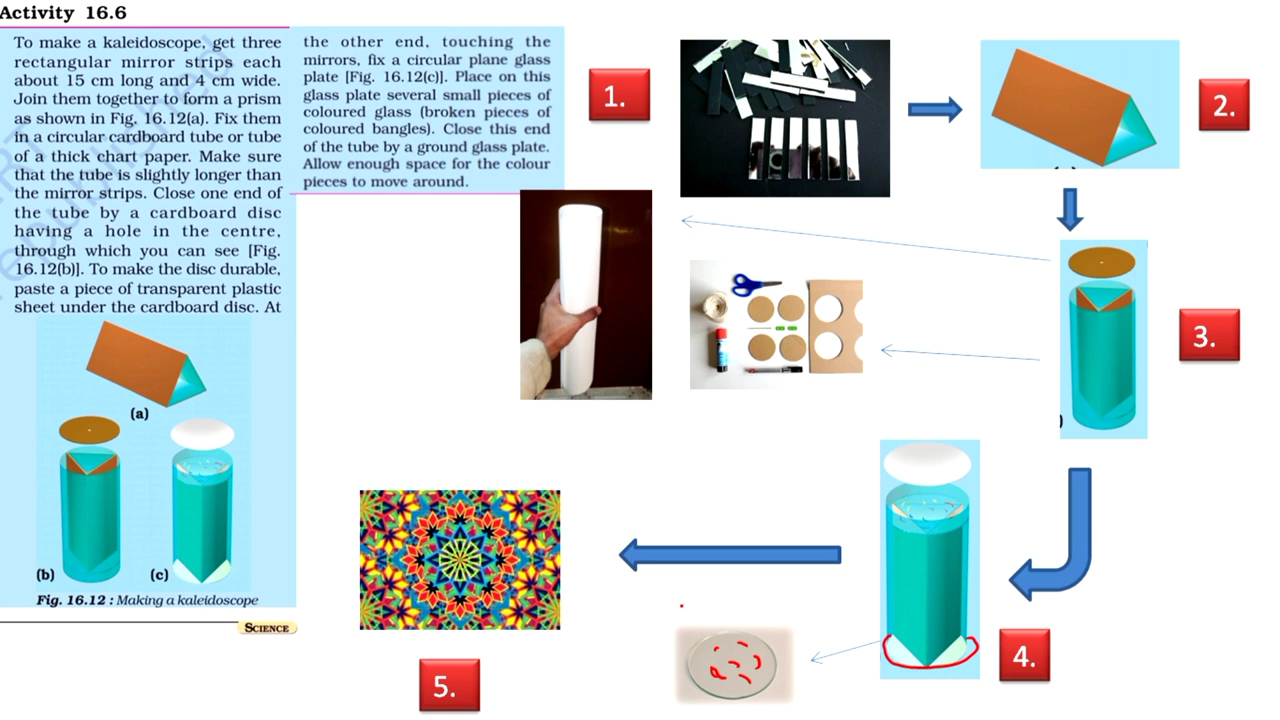 Activity 16.6
To make a kaleidoscope, get three
rectangular mirror strips each
about 15 cm long and 4 cm wide.
Join them together to form a prism
as shown in Fig. 16.12(a). Fix them
in a circular cardboard tube or tube
of a thick chart paper. Make sure
that the tube is slightly longer than
the mirror strips. Close one end of
the tube by a cardboard disc
having a hole in the centre,
through which you can see [Fig.
16.12(b)]. To make the disc durable,
paste a piece of transparent plastic
sheet under the cardboard disc. At
the other end, touching the
mirrors, fix a circular plane glass
plate [Fig. 16.12(c)]. Place on this
glass plate several small pieces of
coloured glass (broken pieces of
coloured bangles). Close this end
of the tube by a ground glass plate.
Allow enough space for the colour
pieces to move around.
(a)
(b)
(c)
Fig. 16.12 : Making a kaleidoscope
SCIENCE
1.
2.
3.
4.
5.